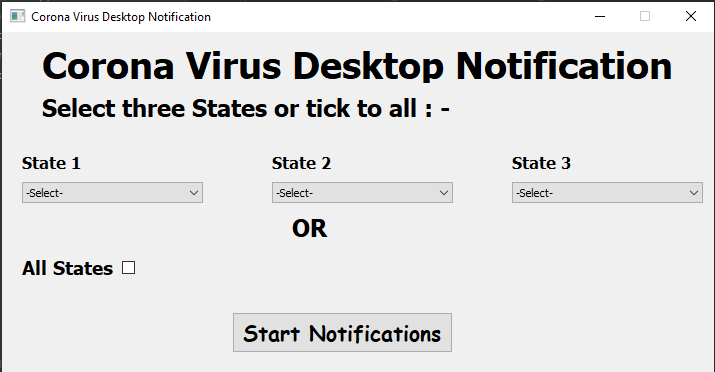 Corona Virus Desktop Notification
Corona Virus Desktop Notification
Select three States or tick to all : -
State 1 State 2 State 3
-Select- -Select- -Select-
OR
All States
Start Notifications